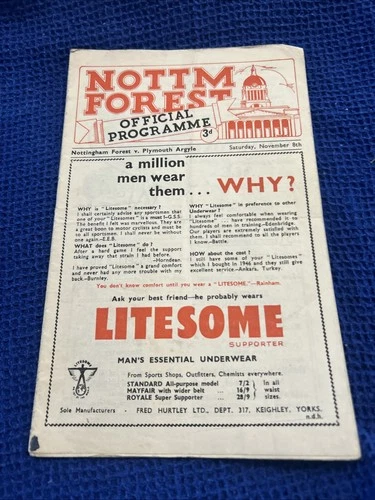 NOTTM
FOREST
OFFICIAL
PROGRAMME
3d
Nottingham Forest v. Plymouth Argyle
Saturday, November 8th
a million
men wear
them . . . WHY?
WHY is "Litesome" necessary ?
I shall certainly advise any sportsman that
one of your "Litesomes" is a must.—G.S.S.
The benefit I felt was marvellous. They are
a great boon to motor cyclists and must be
to all sportsmen. I shall never be without
one again.—E.E.B.
WHAT does "Litesome" do ?
After a hard game I feel the support
taking away that strain I had before.
—Horndean.
I have proved "Litesome" a grand comfort
and never had any more trouble with my
back.—Burnley.
WHY "Litesome" in preference to other
Underwear ?
I always feel comfortable when wearing
"Litesome" . . . have recommended it to
hundreds of men in training—Edenbridge.
Our players are extremely satisfied with
them. I shall recommend to all the players
I know.—Battle.
HOW about the cost ?
I still have some of your "Litesomes"
which I bought in 1946 and they still give
excellent service.—Ankara, Turkey.
You don't know comfort until you wear a "LITESOME."—Rainham.
Ask your best friend—he probably wears
LITESOME
SUPPORTER
MAN'S ESSENTIAL UNDERWEAR
From Sports Shops, Outfitters, Chemists everywhere.
STANDARD All-purpose model 7/2
MAYFAIR with wider belt - 16/9
ROYALE Super Supporter - 28/9
in all
waist
sizes.
LITESOME
Sole Manufacturers - FRED HURTLEY LTD., DEPT. 317, KEIGHLEY, YORKS.
n.d.h.